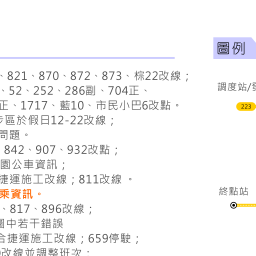 、821、870、872、873、棕22改線；
、52、252、286副、704正、
正、1717、藍10、市民小巴6改點。
步區於假日12-22改線；
問題。
842、907、932改點；
園公車資訊；
捷運施工改線；811改線 。
乘資訊。
、817、896改線；
圖中若干錯誤
合捷運施工改線；659停駛；
改線並調整班次；
圖例
調度站/
223
終點站